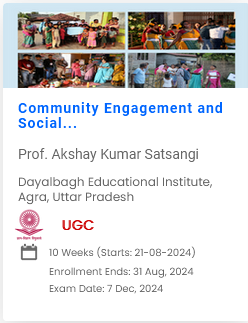 Community Engagement and
Social...
Prof. Akshay Kumar Satsangi
Dayalbagh Educational Institute,
Agra, Uttar Pradesh
UGC
10 Weeks (Starts: 21-08-2024)
Enrollment Ends: 31 Aug, 2024
Exam Date: 7 Dec, 2024